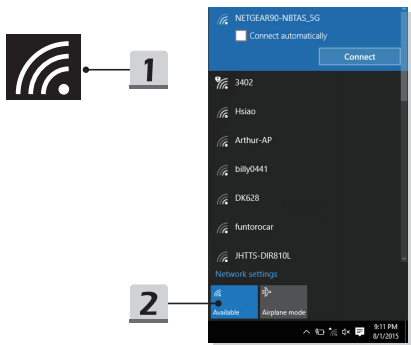 NETGEAR90-NBTAS_5G
Connect automatically
Connect
1
3402
Hsiao
Arthur-AP
billy0441
DK628
funtorocar
JHTTS-DIR810L
Network settings
2
Available
Airplane mode
9:11 PM
8/1/2015